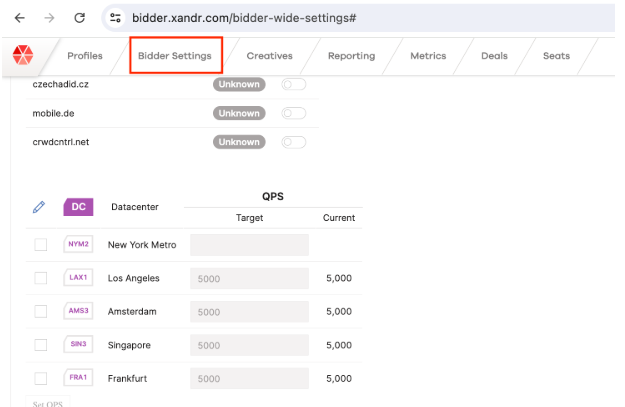 bidder.xandr.com/bidder-wide-settings#
Profiles Bidder Settings Creatives Reporting Metrics Deals Seats
czechadid.cz Unknown
mobile.de Unknown
crwdcntrl.net Unknown
QPS
DC Datacenter
Target Current
NYM2 New York Metro
LAX1 Los Angeles 5000 5,000
AMS3 Amsterdam 5000 5,000
SIN3 Singapore 5000 5,000
FRA1 Frankfurt 5000 5,000
Set QPS